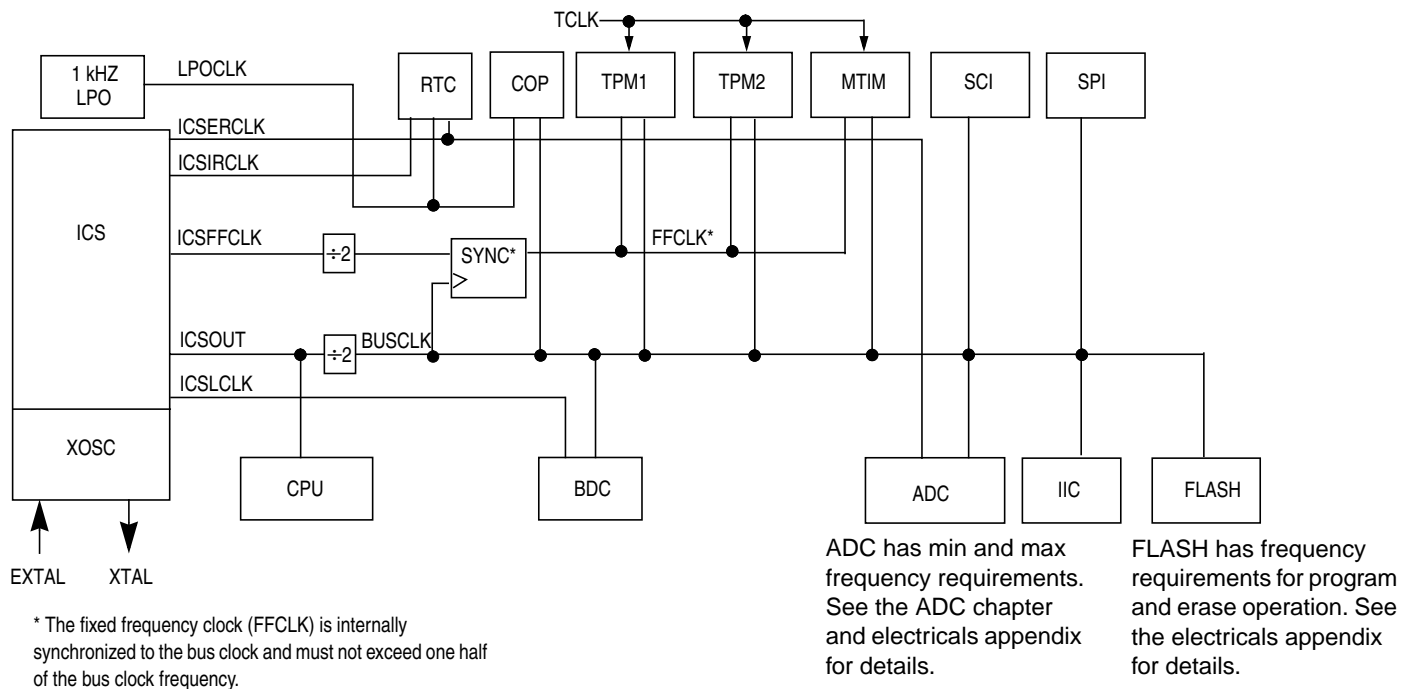 TCLK
1 kHZ
LPO
LPOCLK
RTC
COP
TPM1
TPM2
MTIM
SCI
SPI
ICSERCLK
ICSIRCLK
ICS
ICSFFCLK
÷2
SYNC*
FFCLK*
ICSOUT
÷2
BUSCLK
ICSLCLK
XOSC
CPU
BDC
ADC
IIC
FLASH
EXTAL
XTAL
ADC has min and max
frequency requirements.
See the ADC chapter
and electricals appendix
for details.
FLASH has frequency
requirements for program
and erase operation. See
the electricals appendix
for details.
* The fixed frequency clock (FFCLK) is internally
synchronized to the bus clock and must not exceed one half
of the bus clock frequency.